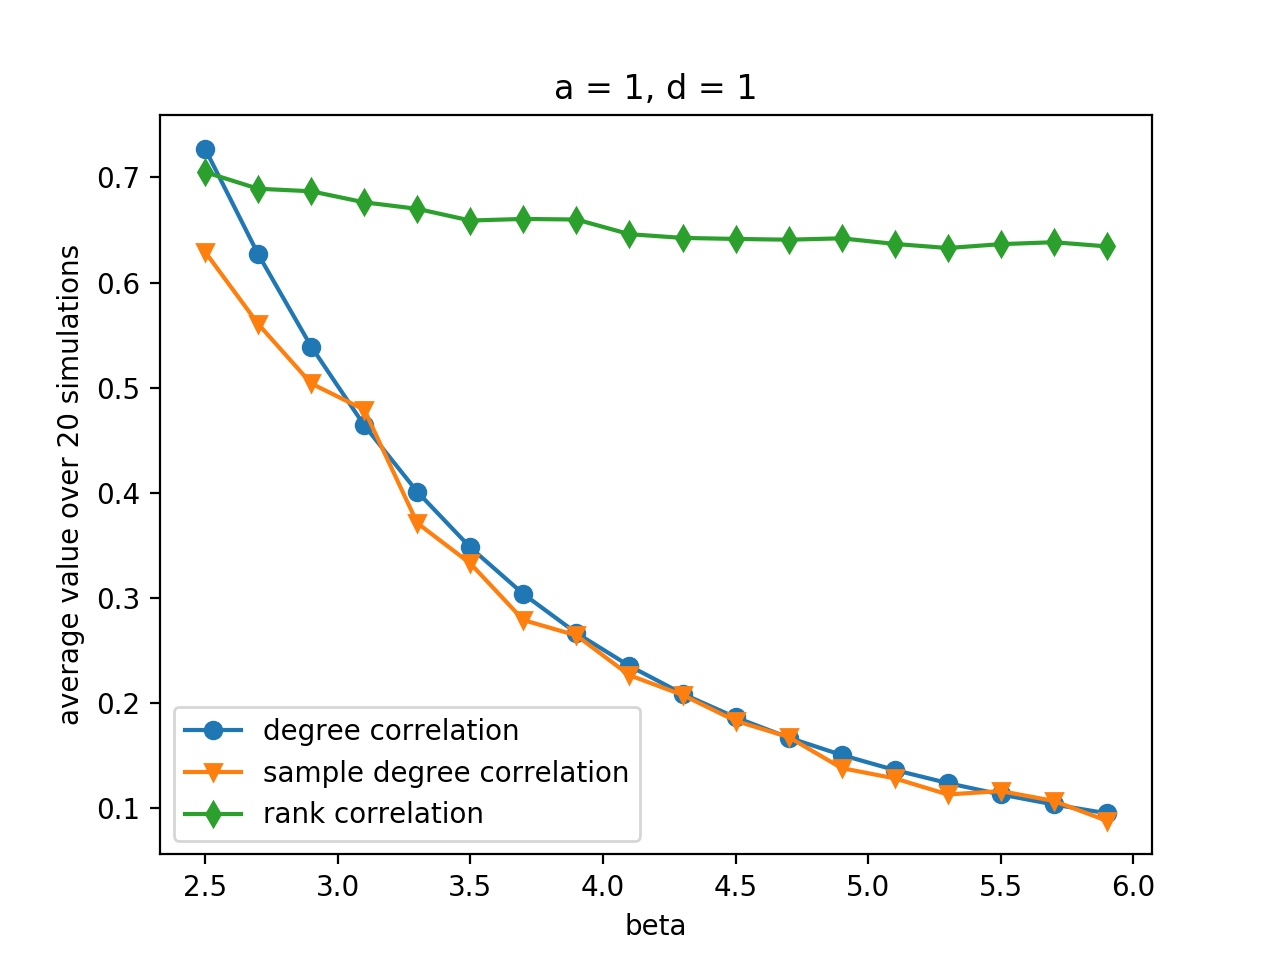 a = 1, d = 1
average value over 20 simulations
0.7
0.6
0.5
0.4
0.3
0.2
0.1
degree correlation
sample degree correlation
rank correlation
2.5 3.0 3.5 4.0 4.5 5.0 5.5 6.0
beta